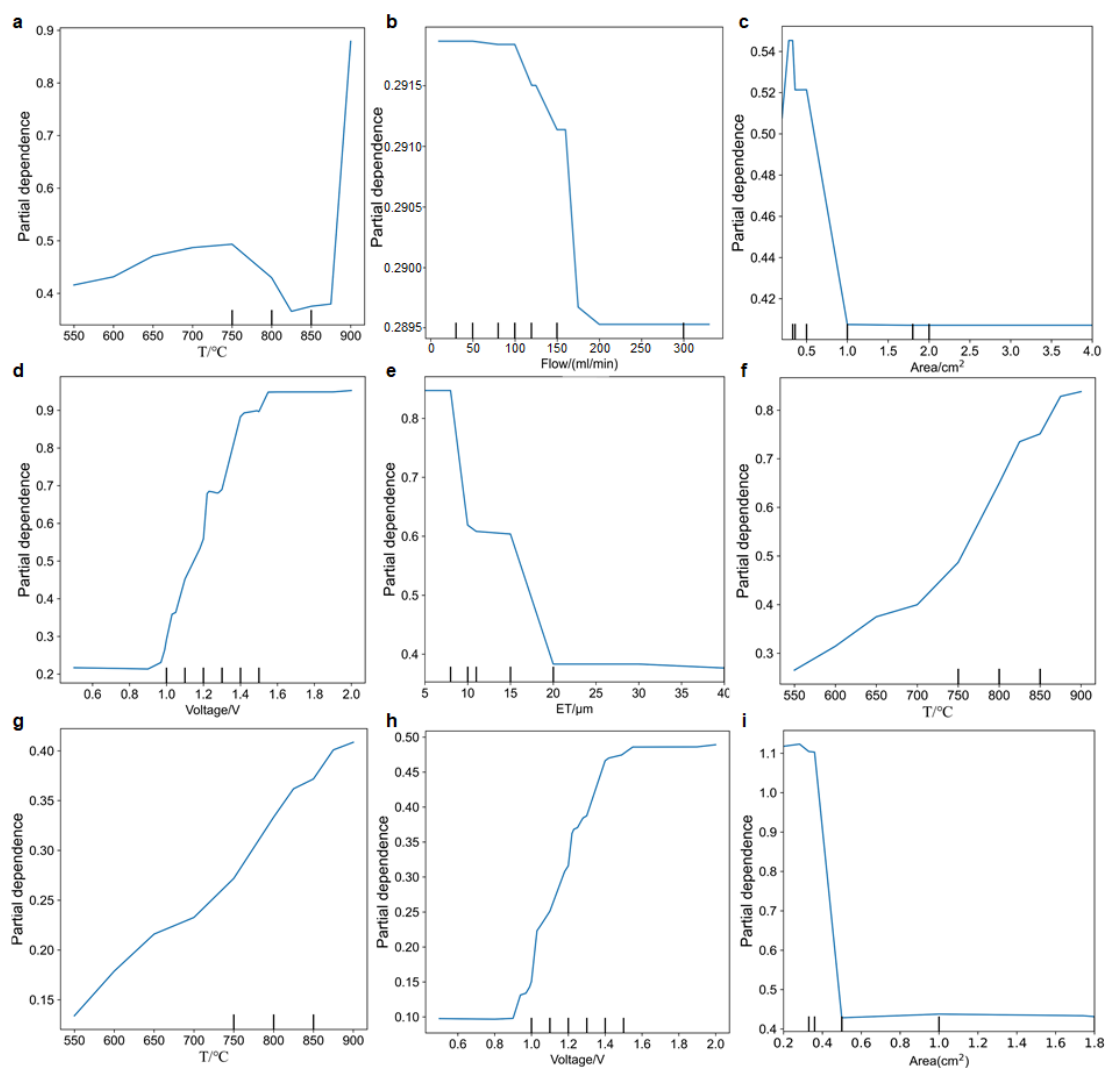 a
Partial dependence
0.9
0.8
0.7
0.6
0.5
0.4
550 600 650 700 750 800 850 900
T/°C
b
Partial dependence
0.2915
0.2910
0.2905
0.2900
0.2895
0 50 100 150 200 250 300
Flow/(ml/min)
c
Partial dependence
0.54
0.52
0.50
0.48
0.46
0.44
0.42
0.5 1.0 1.5 2.0 2.5 3.0 3.5 4.0
Area/cm²
d
Partial dependence
0.9
0.8
0.7
0.6
0.5
0.4
0.3
0.2
0.6 0.8 1.0 1.2 1.4 1.6 1.8 2.0
Voltage/V
e
Partial dependence
0.8
0.7
0.6
0.5
0.4
5 10 15 20 25 30 35 40
ET/μm
f
Partial dependence
0.8
0.7
0.6
0.5
0.4
0.3
550 600 650 700 750 800 850 900
T/°C
g
Partial dependence
0.40
0.35
0.30
0.25
0.20
0.15
550 600 650 700 750 800 850 900
T/°C
h
Partial dependence
0.50
0.45
0.40
0.35
0.30
0.25
0.20
0.15
0.10
0.6 0.8 1.0 1.2 1.4 1.6 1.8 2.0
Voltage/V
i
Partial dependence
1.1
1.0
0.9
0.8
0.7
0.6
0.5
0.4
0.2 0.4 0.6 0.8 1.0 1.2 1.4 1.6 1.8
Area(cm²)